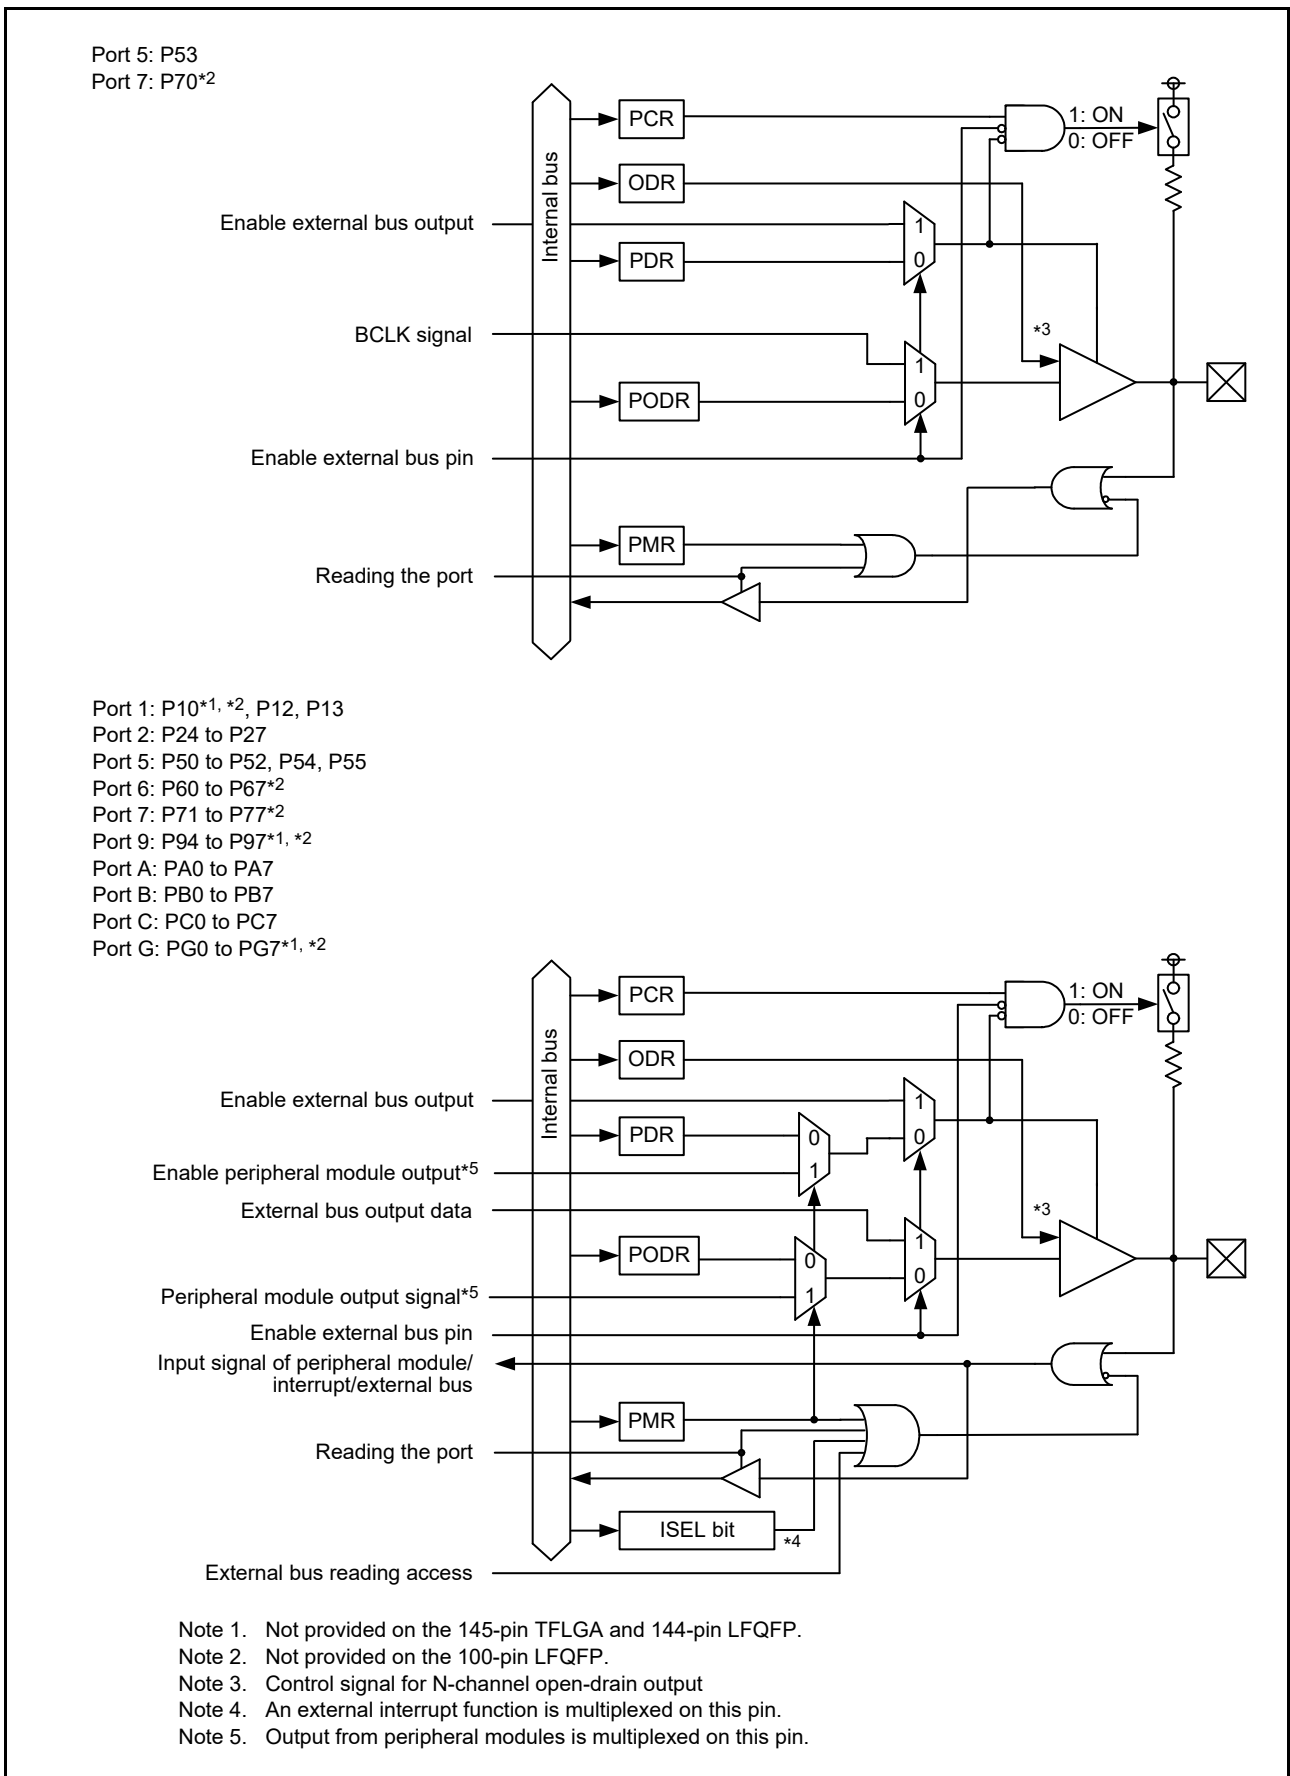 Port 5: P53
Port 7: P70*2
PCR
1: ON
0: OFF
Internal bus
ODR
Enable external bus output
1
PDR
0
BCLK signal
*3
1
PODR
0
Enable external bus pin
PMR
Reading the port
Port 1: P10*1, *2, P12, P13
Port 2: P24 to P27
Port 5: P50 to P52, P54, P55
Port 6: P60 to P67*2
Port 7: P71 to P77*2
Port 9: P94 to P97*1, *2
Port A: PA0 to PA7
Port B: PB0 to PB7
Port C: PC0 to PC7
Port G: PG0 to PG7*1, *2
PCR
1: ON
0: OFF
Internal bus
ODR
Enable external bus output
1
PDR
0
0
Enable peripheral module output*5
1
External bus output data
*3
1
PODR
0
0
Peripheral module output signal*5
1
Enable external bus pin
Input signal of peripheral module/
interrupt/external bus
PMR
Reading the port
ISEL bit
*4
External bus reading access
Note 1. Not provided on the 145-pin TFLGA and 144-pin LFQFP.
Note 2. Not provided on the 100-pin LFQFP.
Note 3. Control signal for N-channel open-drain output
Note 4. An external interrupt function is multiplexed on this pin.
Note 5. Output from peripheral modules is multiplexed on this pin.